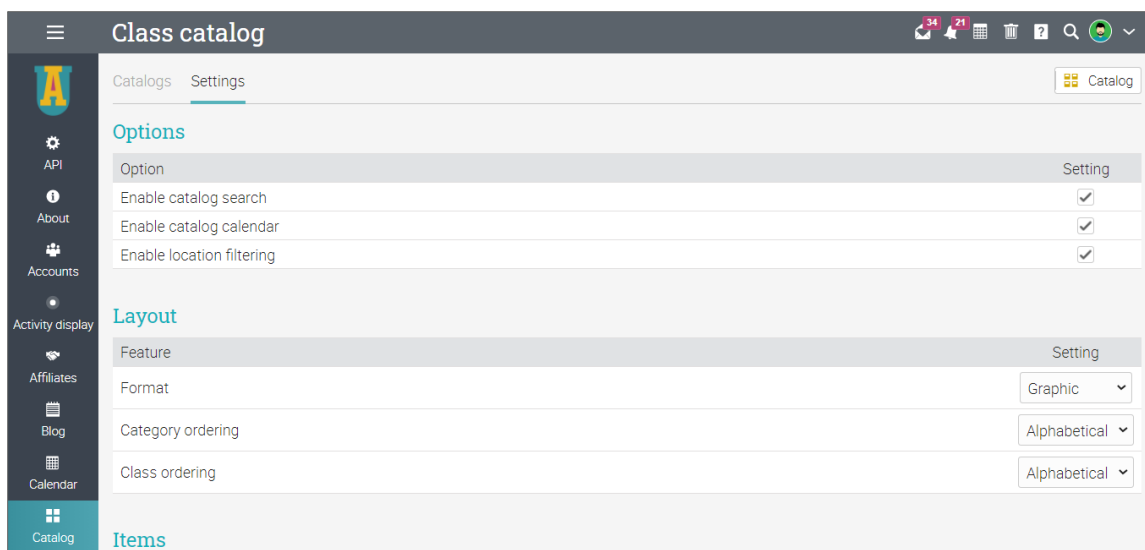 Class catalog
34
21
Catalogs Settings
Catalog
API
About
Accounts
Activity display
Affiliates
Blog
Calendar
Catalog
Options
Option Setting
Enable catalog search
Enable catalog calendar
Enable location filtering
Layout
Feature Setting
Format Graphic
Category ordering Alphabetical
Class ordering Alphabetical
Items